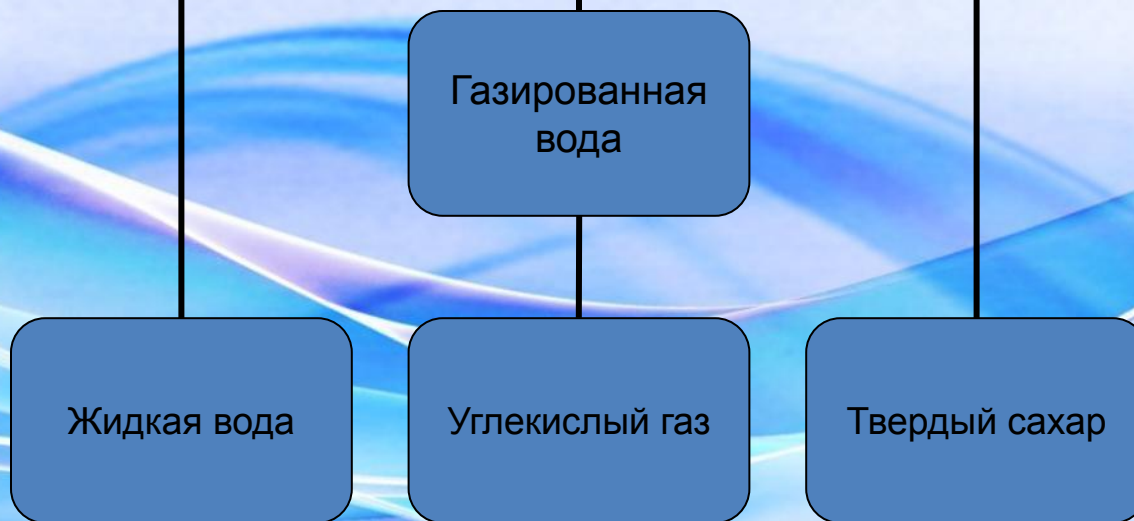 Газированная
вода
Жидкая вода
Углекислый газ
Твердый сахар